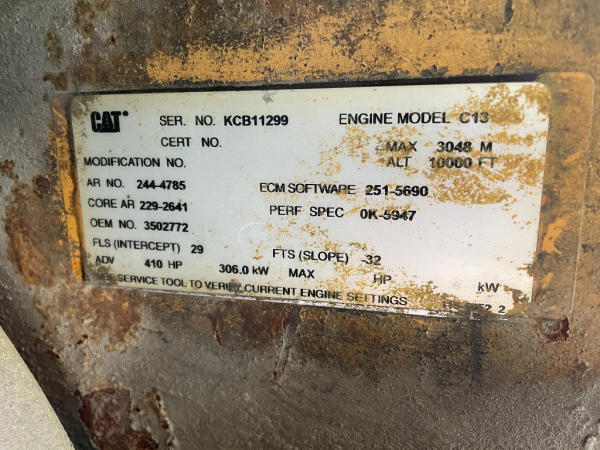 CAT SER. NO. KCB11299 ENGINE MODEL C13
CERT NO. MAX 3048 M
MODIFICATION NO. ALT 10000 FT
AR NO. 244-4785 ECM SOFTWARE 251-5690
CORE AR 229-2641 PERF SPEC 0K-5947
OEM NO. 3502772
FLS (INTERCEPT) 29 FTS (SLOPE) -32
ADV 410 HP 306.0 kW MAX HP kW
SERVICE TOOL TO VERIFY CURRENT ENGINE SETTINGS